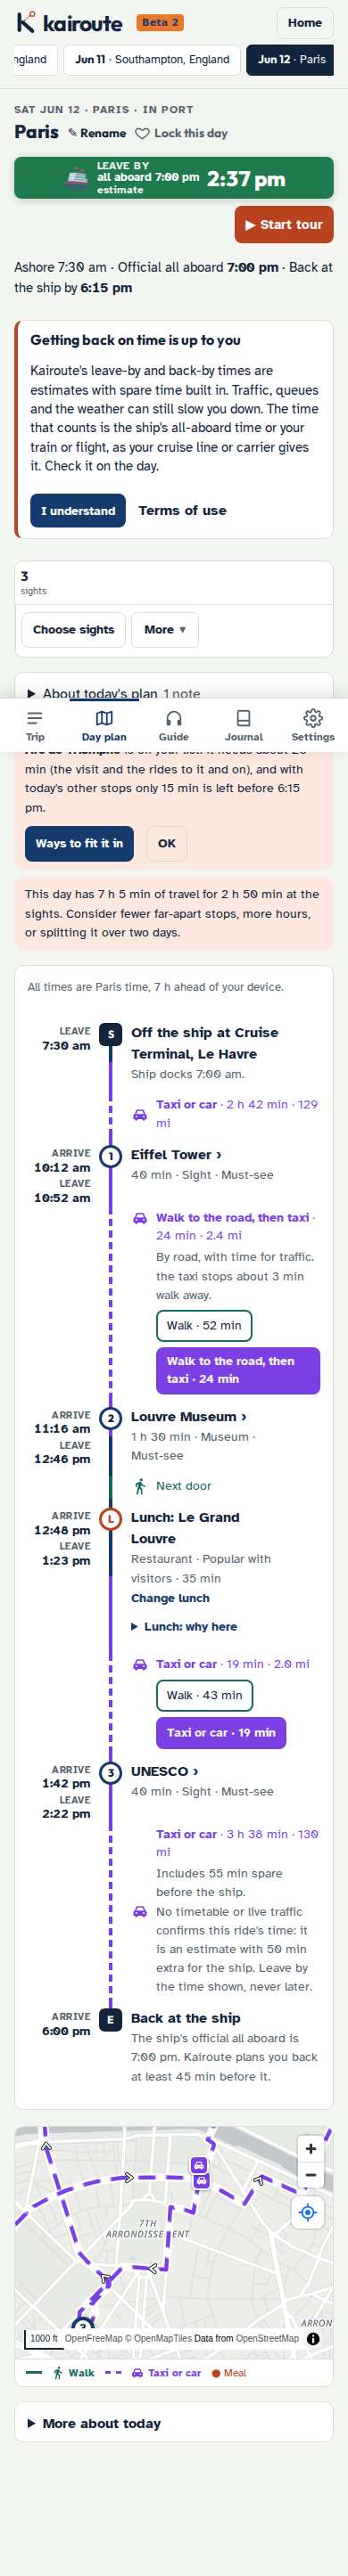 kairoute Beta 2 Home
ngland Jun 11 · Southampton, England Jun 12 · Paris
SAT JUN 12 · PARIS · IN PORT
Paris ✎ Rename Lock this day
LEAVE BY
all aboard 7:00 pm
estimate
2:37 pm
▶ Start tour
Ashore 7:30 am · Official all aboard 7:00 pm · Back at
the ship by 6:15 pm
Getting back on time is up to you
Kairoute's leave-by and back-by times are
estimates with spare time built in. Traffic, queues
and the weather can still slow you down. The time
that counts is the ship's all-aboard time or your
train or flight, as your cruise line or carrier gives
it. Check it on the day.
I understand Terms of use
3
sights
Choose sights More ▼
▶ About today's plan 1 note
Trip Day plan Guide Journal Settings
min (the visit and the rides to it and on), and with
today's other stops only 15 min is left before 6:15
pm.
Ways to fit it in OK
This day has 7 h 5 min of travel for 2 h 50 min at the
sights. Consider fewer far-apart stops, more hours,
or splitting it over two days.
All times are Paris time, 7 h ahead of your device.
LEAVE
7:30 am
S
Off the ship at Cruise
Terminal, Le Havre
Ship docks 7:00 am.
Taxi or car · 2 h 42 min · 129
mi
ARRIVE
10:12 am
LEAVE
10:52 am
1
Eiffel Tower ›
40 min · Sight · Must-see
Walk to the road, then taxi ·
24 min · 2.4 mi
By road, with time for traffic.
the taxi stops about 3 min
walk away.
Walk · 52 min
Walk to the road, then
taxi · 24 min
ARRIVE
11:16 am
LEAVE
12:46 pm
2
Louvre Museum ›
1 h 30 min · Museum ·
Must-see
Next door
ARRIVE
12:48 pm
LEAVE
1:23 pm
L
Lunch: Le Grand
Louvre
Restaurant · Popular with
visitors · 35 min
Change lunch
▶ Lunch: why here
Taxi or car · 19 min · 2.0 mi
Walk · 43 min
Taxi or car · 19 min
ARRIVE
1:42 pm
LEAVE
2:22 pm
3
UNESCO ›
40 min · Sight · Must-see
Taxi or car · 3 h 38 min · 130
mi
Includes 55 min spare
before the ship.
No timetable or live traffic
confirms this ride's time: it
is an estimate with 50 min
extra for the road. Leave by
the time shown, never later.
ARRIVE
6:00 pm
E
Back at the ship
The ship's official all aboard is
7:00 pm. Kairoute plans you back
at least 45 min before it.
+
−
7TH
ARRONDISSEMENT
ARRON
1000 ft OpenFreeMap © OpenMapTiles Data from OpenStreetMap
Walk Taxi or car Meal
▶ More about today